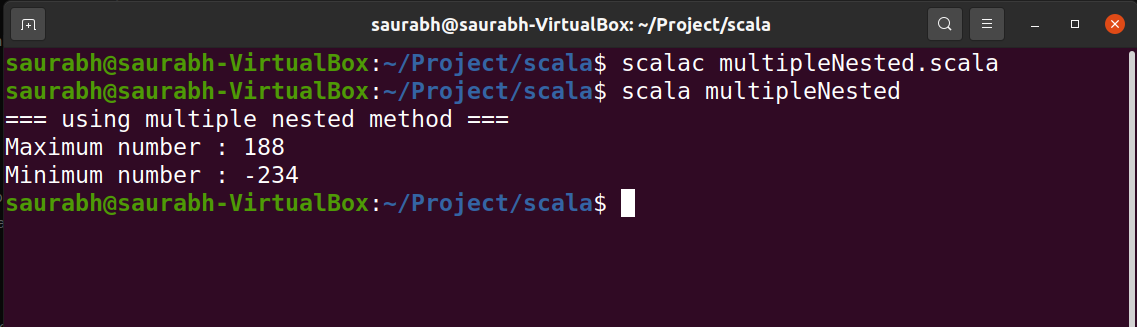 saurabh@saurabh-VirtualBox: ~/Project/scala
saurabh@saurabh-VirtualBox:~/Project/scala$ scalac multipleNested.scala
saurabh@saurabh-VirtualBox:~/Project/scala$ scala multipleNested
=== using multiple nested method ===
Maximum number : 188
Minimum number : -234
saurabh@saurabh-VirtualBox:~/Project/scala$